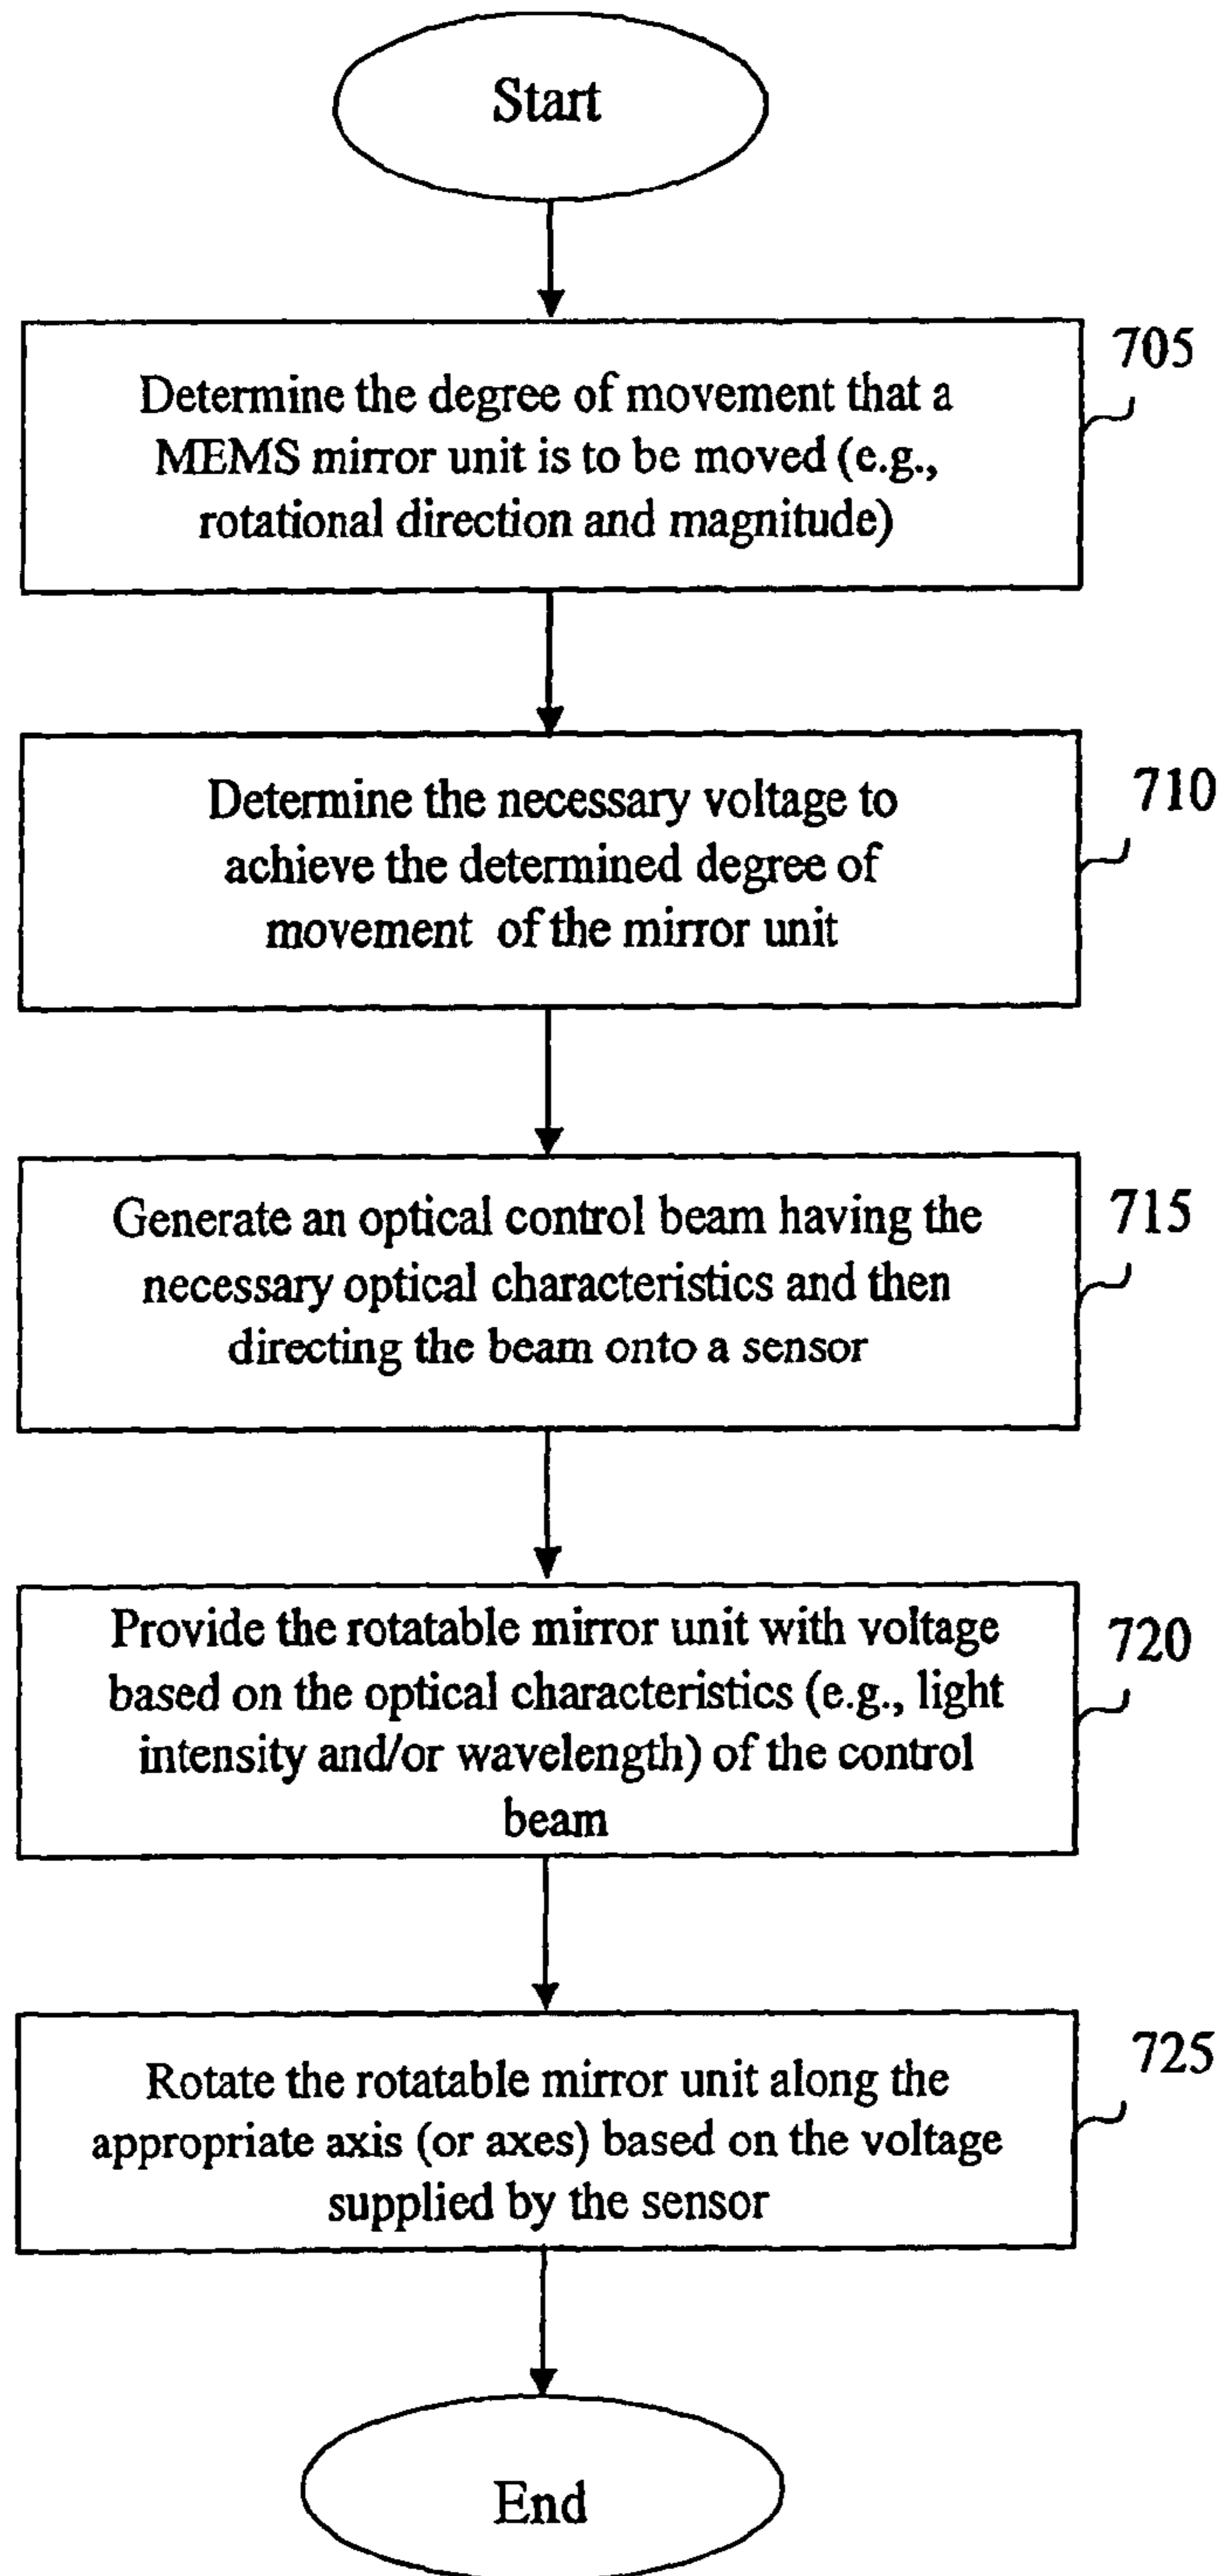 Start
705
Determine the degree of movement that a
MEMS mirror unit is to be moved (e.g.,
rotational direction and magnitude)
710
Determine the necessary voltage to
achieve the determined degree of
movement of the mirror unit
715
Generate an optical control beam having the
necessary optical characteristics and then
directing the beam onto a sensor
720
Provide the rotatable mirror unit with voltage
based on the optical characteristics (e.g., light
intensity and/or wavelength) of the control
beam
725
Rotate the rotatable mirror unit along the
appropriate axis (or axes) based on the voltage
supplied by the sensor
End